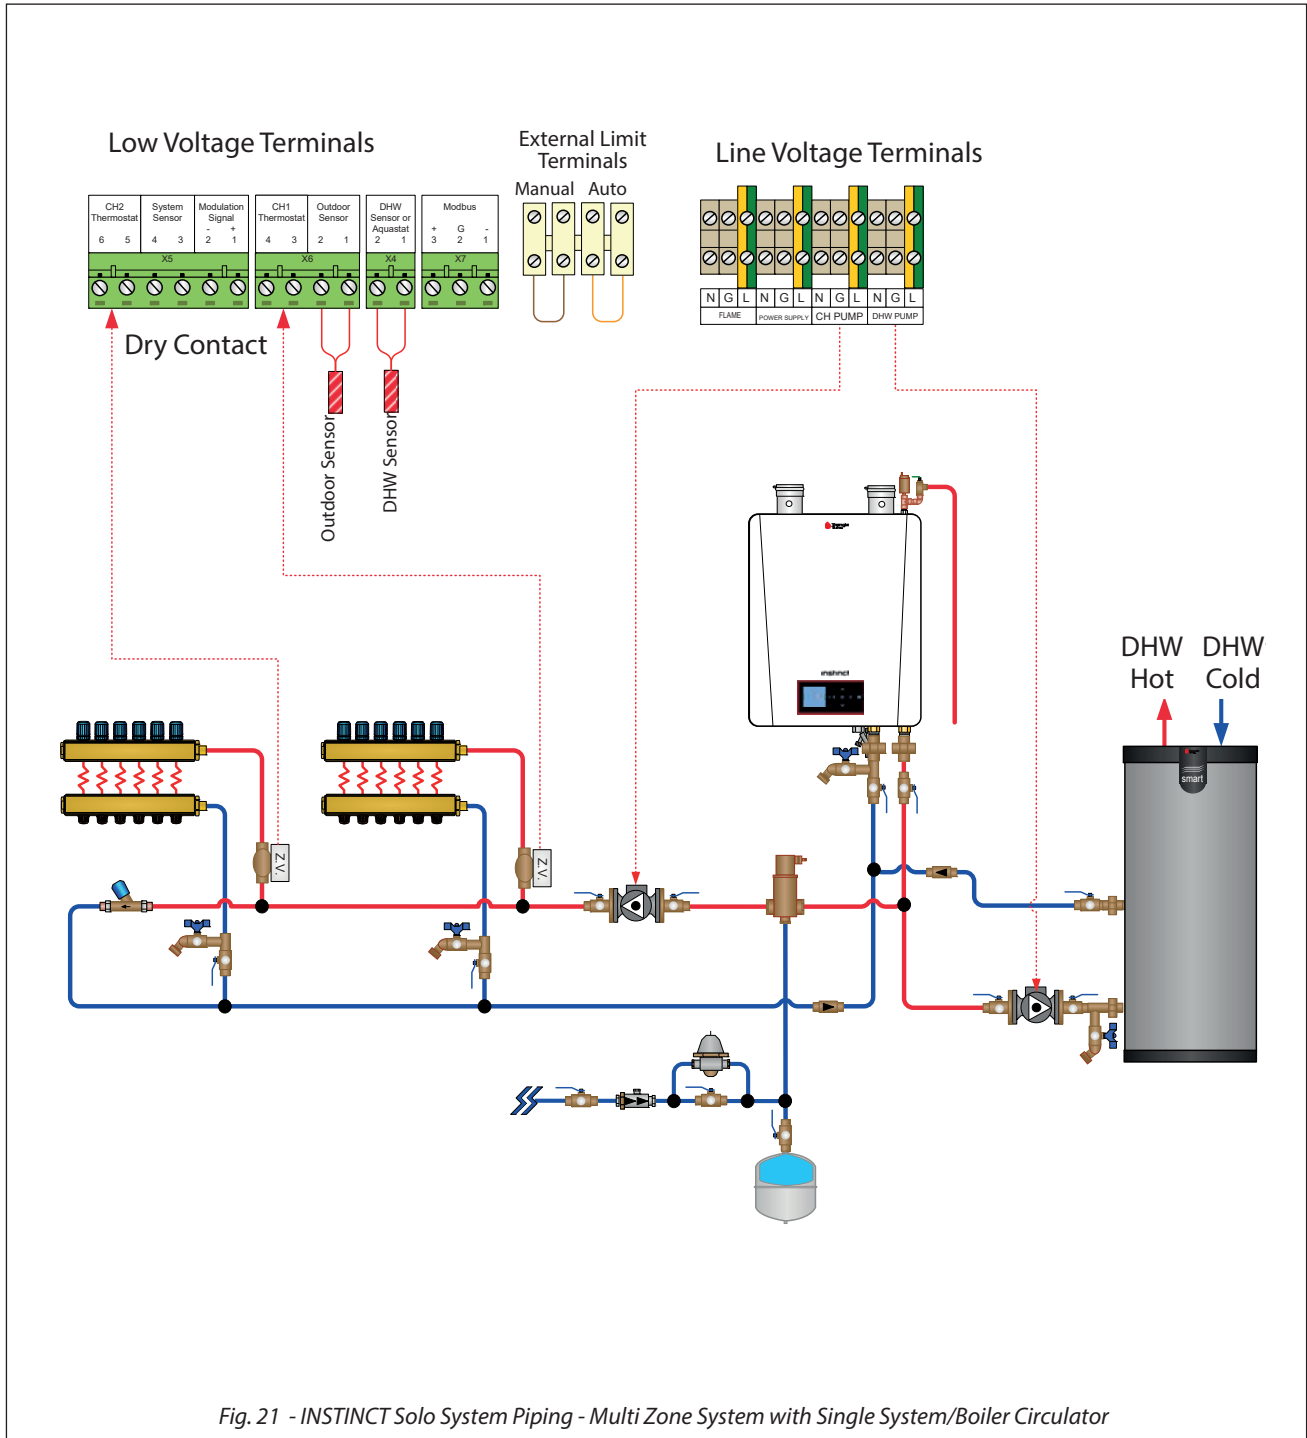 Low Voltage Terminals
External Limit
Terminals
Manual Auto
Line Voltage Terminals
CH2
Thermostat
6 5
System
Sensor
4 3
Modulation
Signal
- +
2 1
X5
CH1
Thermostat
4 3
Outdoor
Sensor
2 1
X6
DHW
Sensor or
Aquastat
2 1
X4
Modbus
+ G -
3 2 1
X7
N G L N G L N G L N G L
FLAME POWER SUPPLY CH PUMP DHW PUMP
Dry Contact
Outdoor Sensor
DHW Sensor
instinct
DHW
Hot
DHW
Cold
smart
Z.V.
Z.V.
Fig. 21 - INSTINCT Solo System Piping - Multi Zone System with Single System/Boiler Circulator